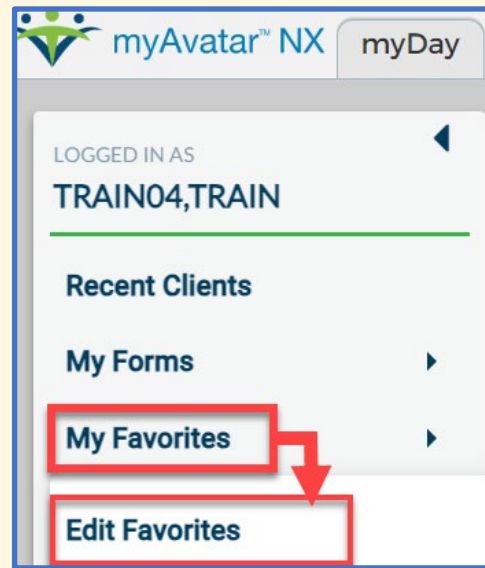 myAvatar™ NX myDay
LOGGED IN AS
TRAIN04,TRAIN
Recent Clients
My Forms
My Favorites
Edit Favorites